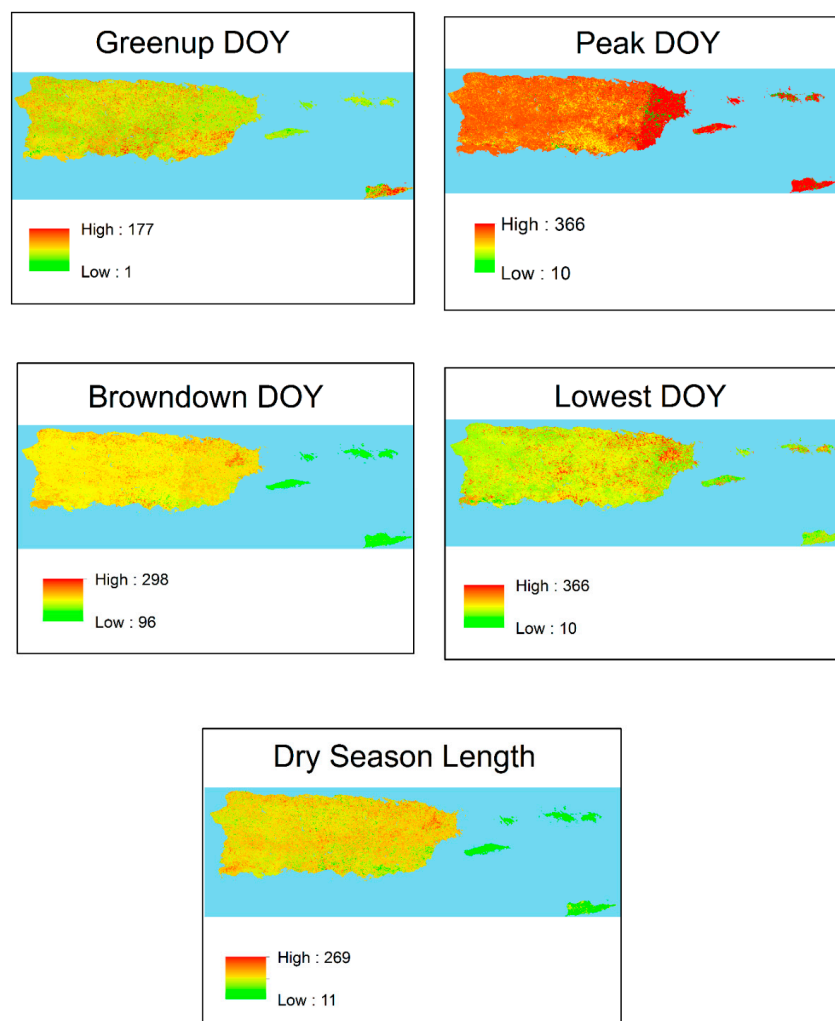 Greenup DOY
High : 177
Low : 1
Peak DOY
High : 366
Low : 10
Browndown DOY
High : 298
Low : 96
Lowest DOY
High : 366
Low : 10
Dry Season Length
High : 269
Low : 11